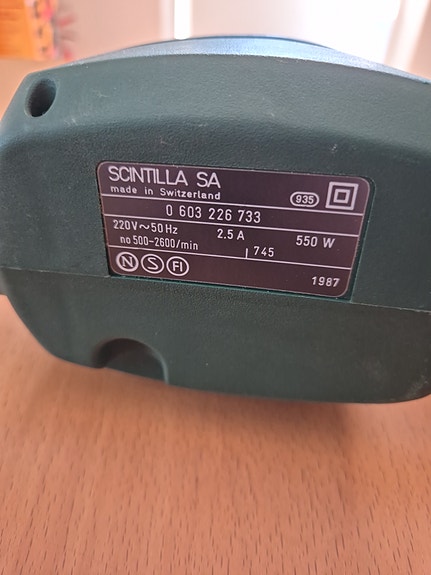 SCINTILLA SA
made in Switzerland
935
0 603 226 733
220V~50Hz 2.5 A 550 W
no 500-2600/min 745
N S FI 1987